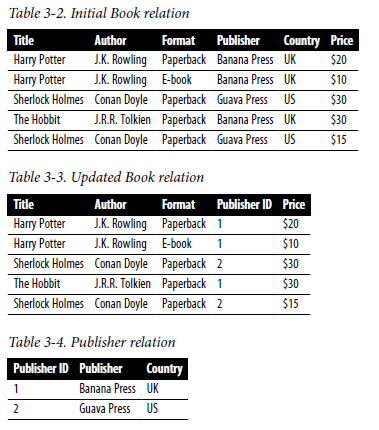 Table 3-2. Initial Book relation
Title Author Format Publisher Country Price
Harry Potter J.K. Rowling Paperback Banana Press UK $20
Harry Potter J.K. Rowling E-book Banana Press UK $10
Sherlock Holmes Conan Doyle Paperback Guava Press US $30
The Hobbit J.R.R. Tolkien Paperback Banana Press UK $30
Sherlock Holmes Conan Doyle Paperback Guava Press US $15
Table 3-3. Updated Book relation
Title Author Format Publisher ID Price
Harry Potter J.K. Rowling Paperback 1 $20
Harry Potter J.K. Rowling E-book 1 $10
Sherlock Holmes Conan Doyle Paperback 2 $30
The Hobbit J.R.R. Tolkien Paperback 1 $30
Sherlock Holmes Conan Doyle Paperback 2 $15
Table 3-4. Publisher relation
Publisher ID Publisher Country
1 Banana Press UK
2 Guava Press US